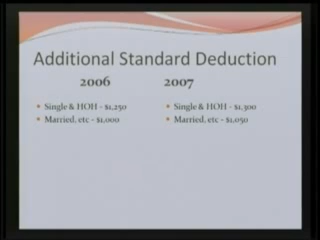 Additional Standard Deduction
2006 2007
Single & HOH - $1,250
Married, etc - $1,000
Single & HOH - $1,300
Married, etc - $1,050